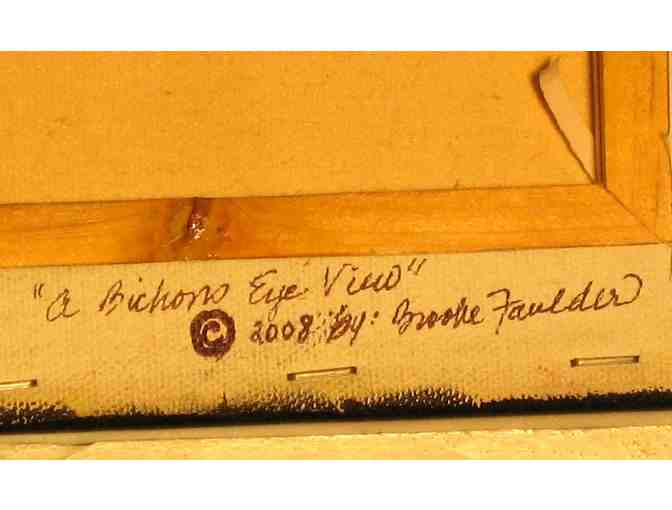 "A Bichons Eye View"
© 2008 By: Brooke Faulder